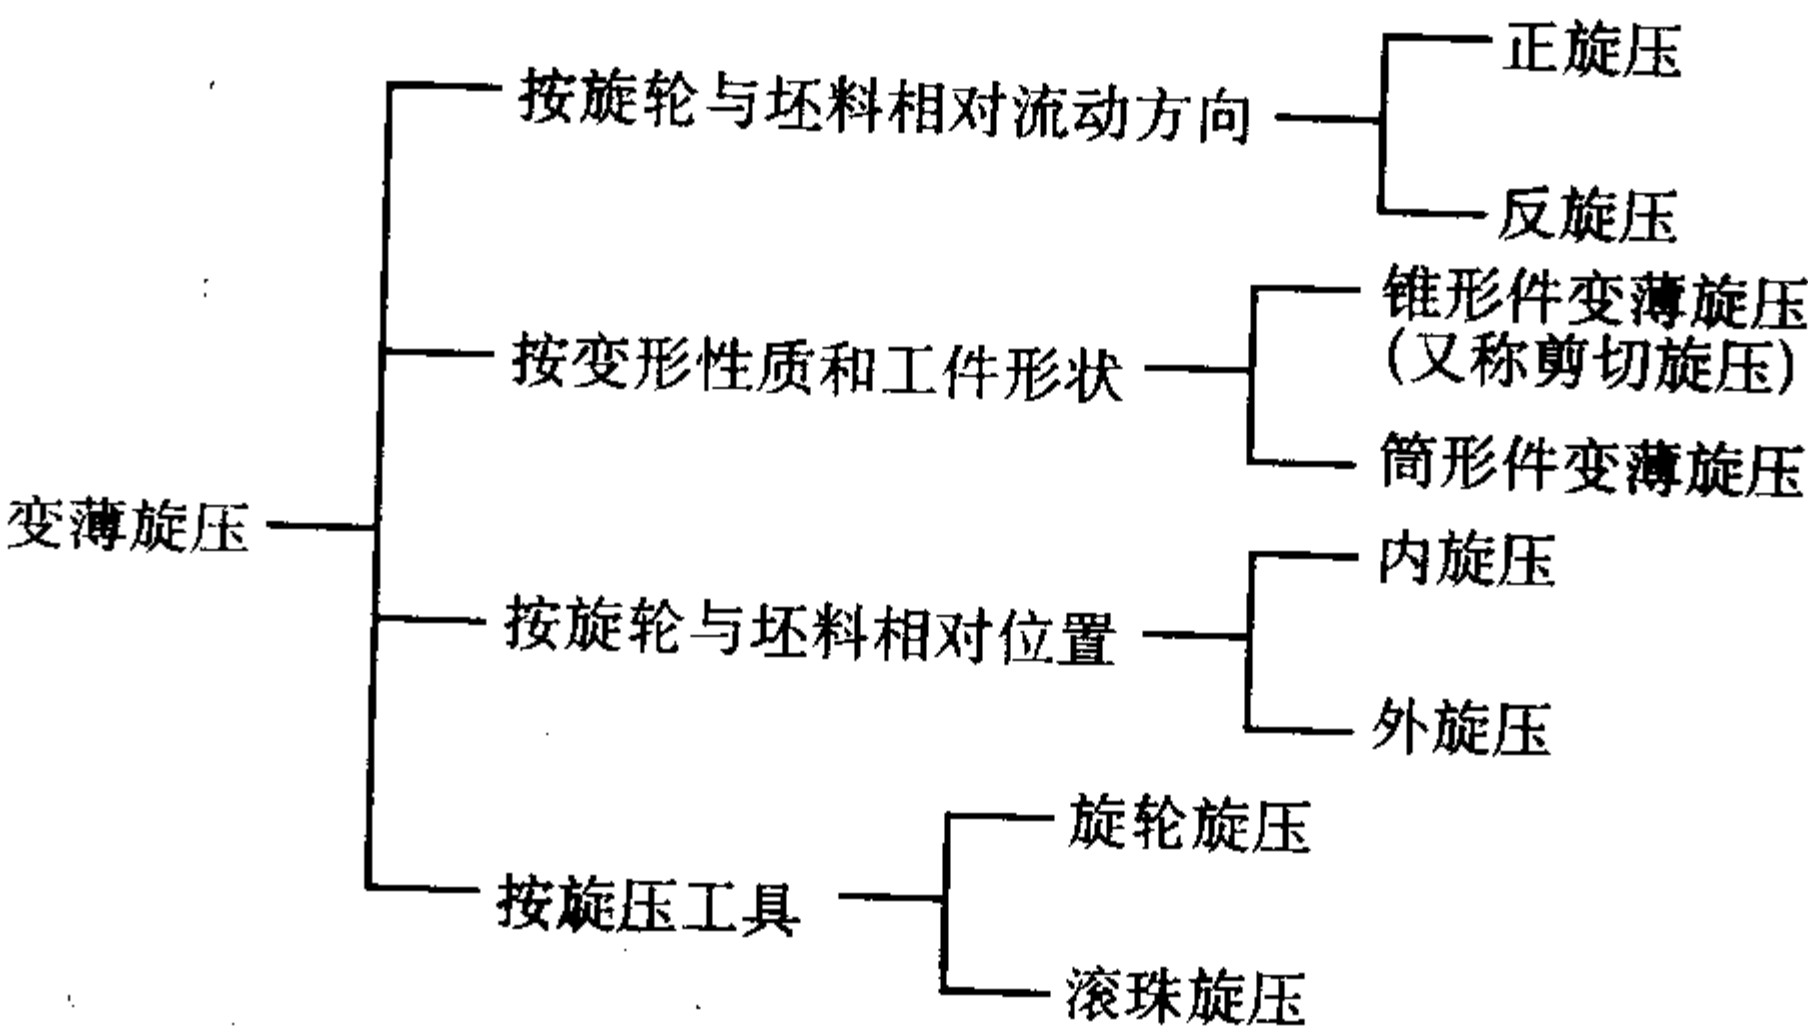 变薄旋压
按旋轮与坯料相对流动方向
正旋压
反旋压
按变形性质和工件形状
锥形件变薄旋压
(又称剪切旋压)
筒形件变薄旋压
按旋轮与坯料相对位置
内旋压
外旋压
按旋压工具
旋轮旋压
滚珠旋压